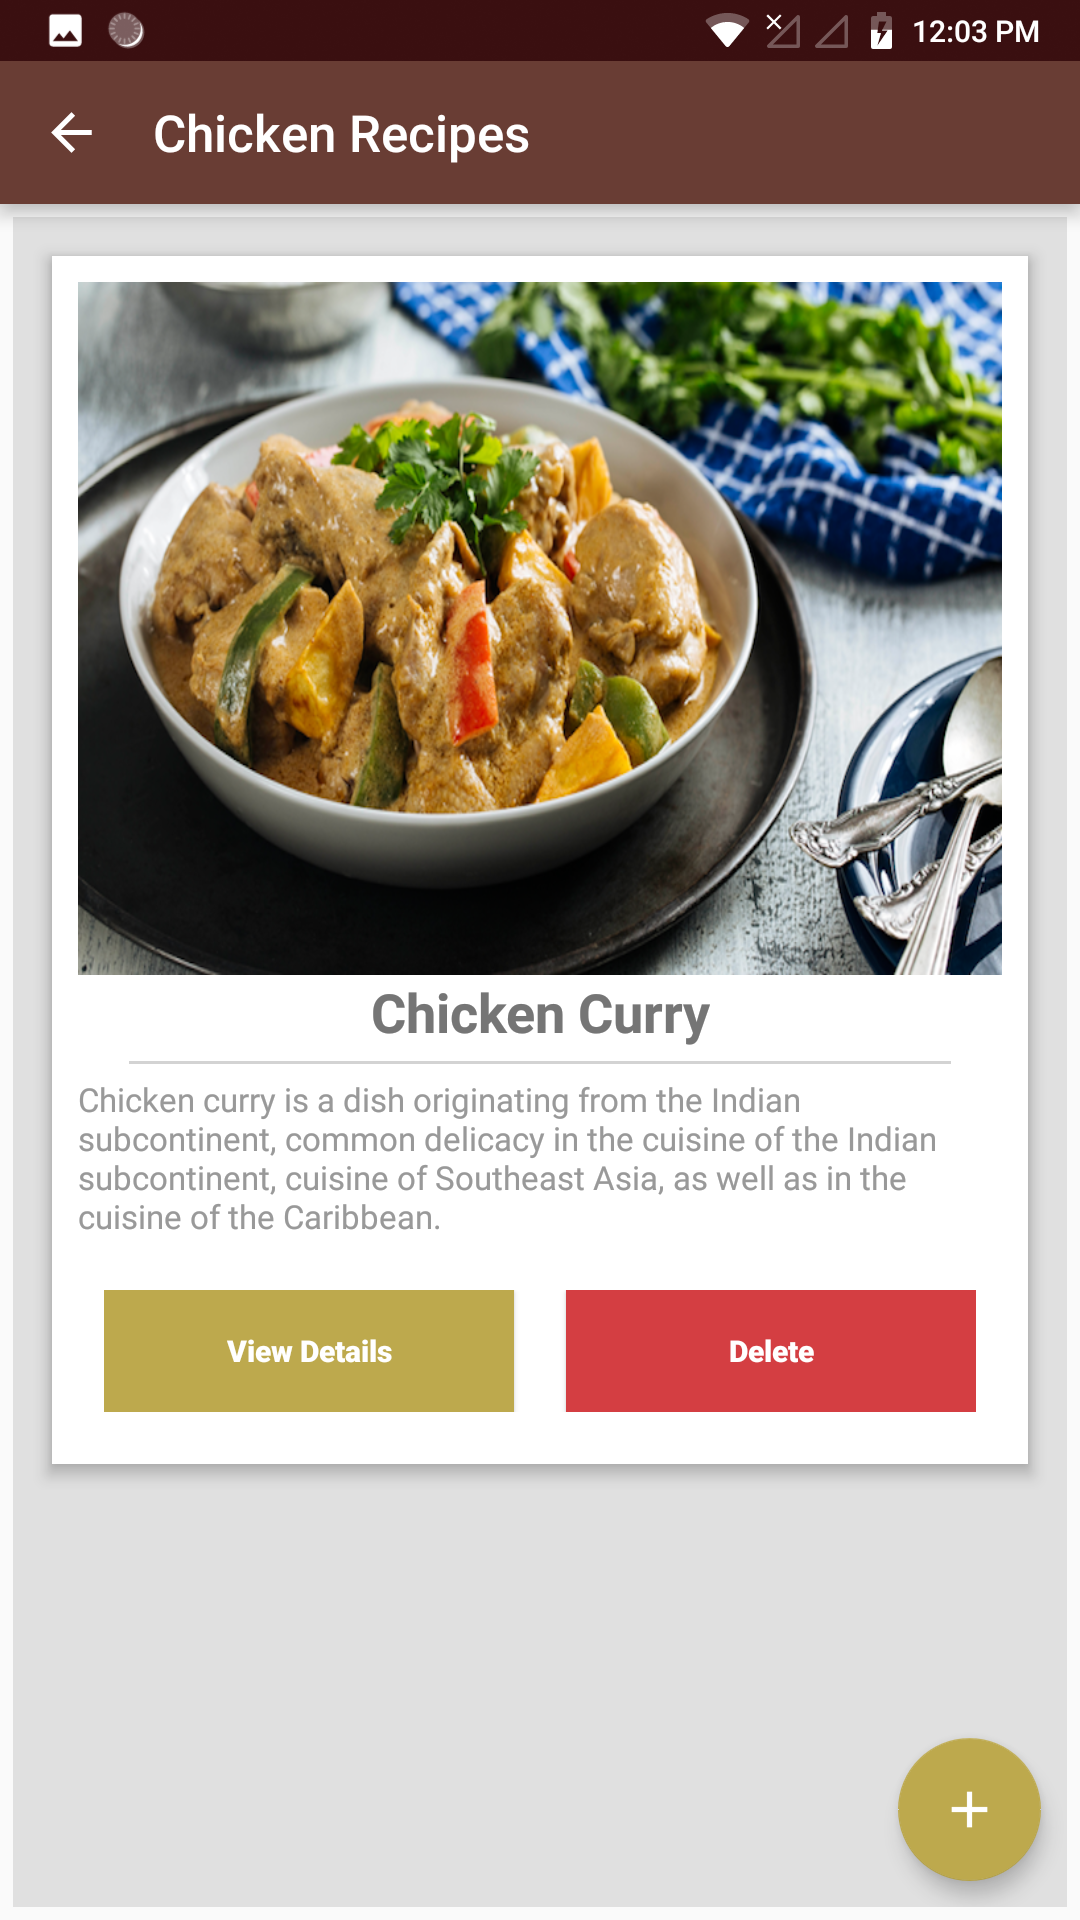 12:03 PM
Chicken Recipes
Chicken Curry
Chicken curry is a dish originating from the Indian
subcontinent, common delicacy in the cuisine of the Indian
subcontinent, cuisine of Southeast Asia, as well as in the
cuisine of the Caribbean.
View Details
Delete